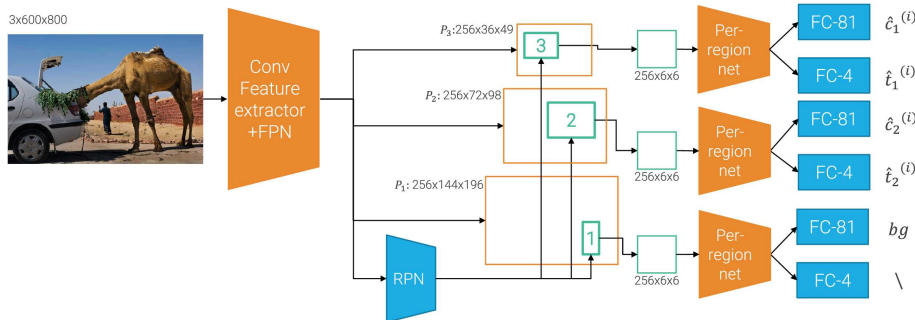 3x600x800
Conv
Feature
extractor
+FPN
P₃:256x36x49
3
256x6x6
Per-
region
net
FC-81
ĉ₁⁽ⁱ⁾
FC-4
t̂₁⁽ⁱ⁾
P₂: 256x72x98
2
256x6x6
Per-
region
net
FC-81
ĉ₂⁽ⁱ⁾
FC-4
t̂₂⁽ⁱ⁾
P₁: 256x144x196
1
256x6x6
Per-
region
net
FC-81
bg
FC-4
\
RPN